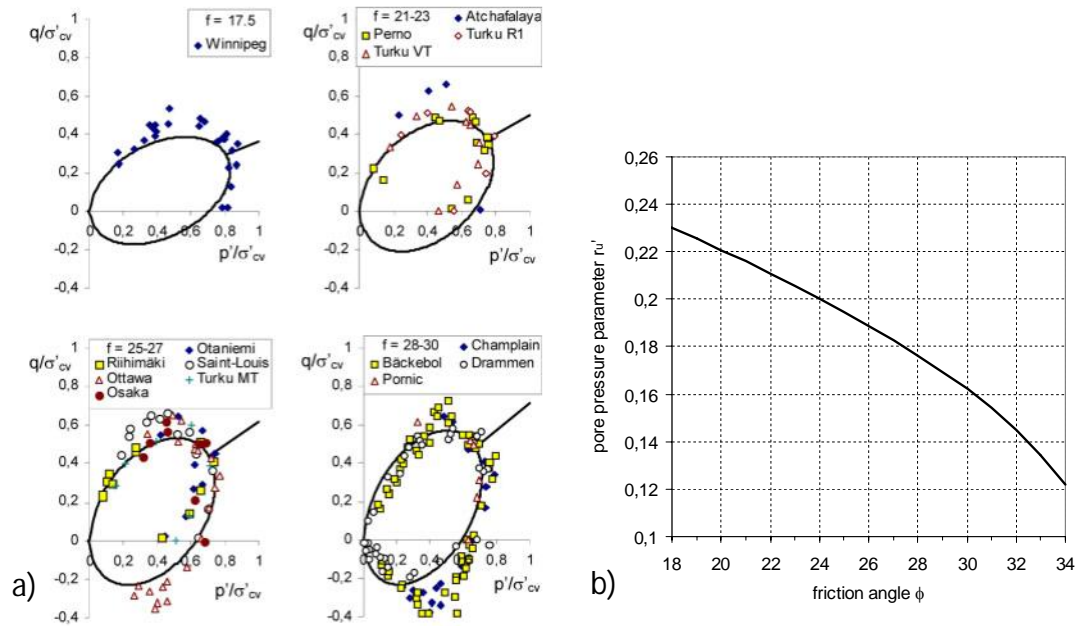 q/σ'cv
f = 17.5
Winnipeg
1
0,8
0,6
0,4
0,2
0
-0,2
-0,4
0,2 0,4 0,6 0,8 1
p'/σ'cv
q/σ'cv
f = 21-23
Perno
Turku VT
Atchafalaya
Turku R1
1
0,8
0,6
0,4
0,2
0
-0,2
-0,4
0 0,2 0,4 0,6 0,8 1
p'/σ'cv
q/σ'cv
f = 25-27
Riihimäki
Ottawa
Osaka
Otaniemi
Saint-Louis
Turku MT
1
0,8
0,6
0,4
0,2
0
-0,2
-0,4
0 0,2 0,4 0,6 0,8 1
p'/σ'cv
q/σ'cv
f = 28-30
Bäckebol
Pornic
Champlain
Drammen
1
0,8
0,6
0,4
0,2
0
-0,2
-0,4
0 0,2 0,4 0,6 0,8 1
p'/σ'cv
a)
pore pressure parameter ru'
0,26
0,24
0,22
0,2
0,18
0,16
0,14
0,12
0,1
18 20 22 24 26 28 30 32 34
friction angle ϕ
b)